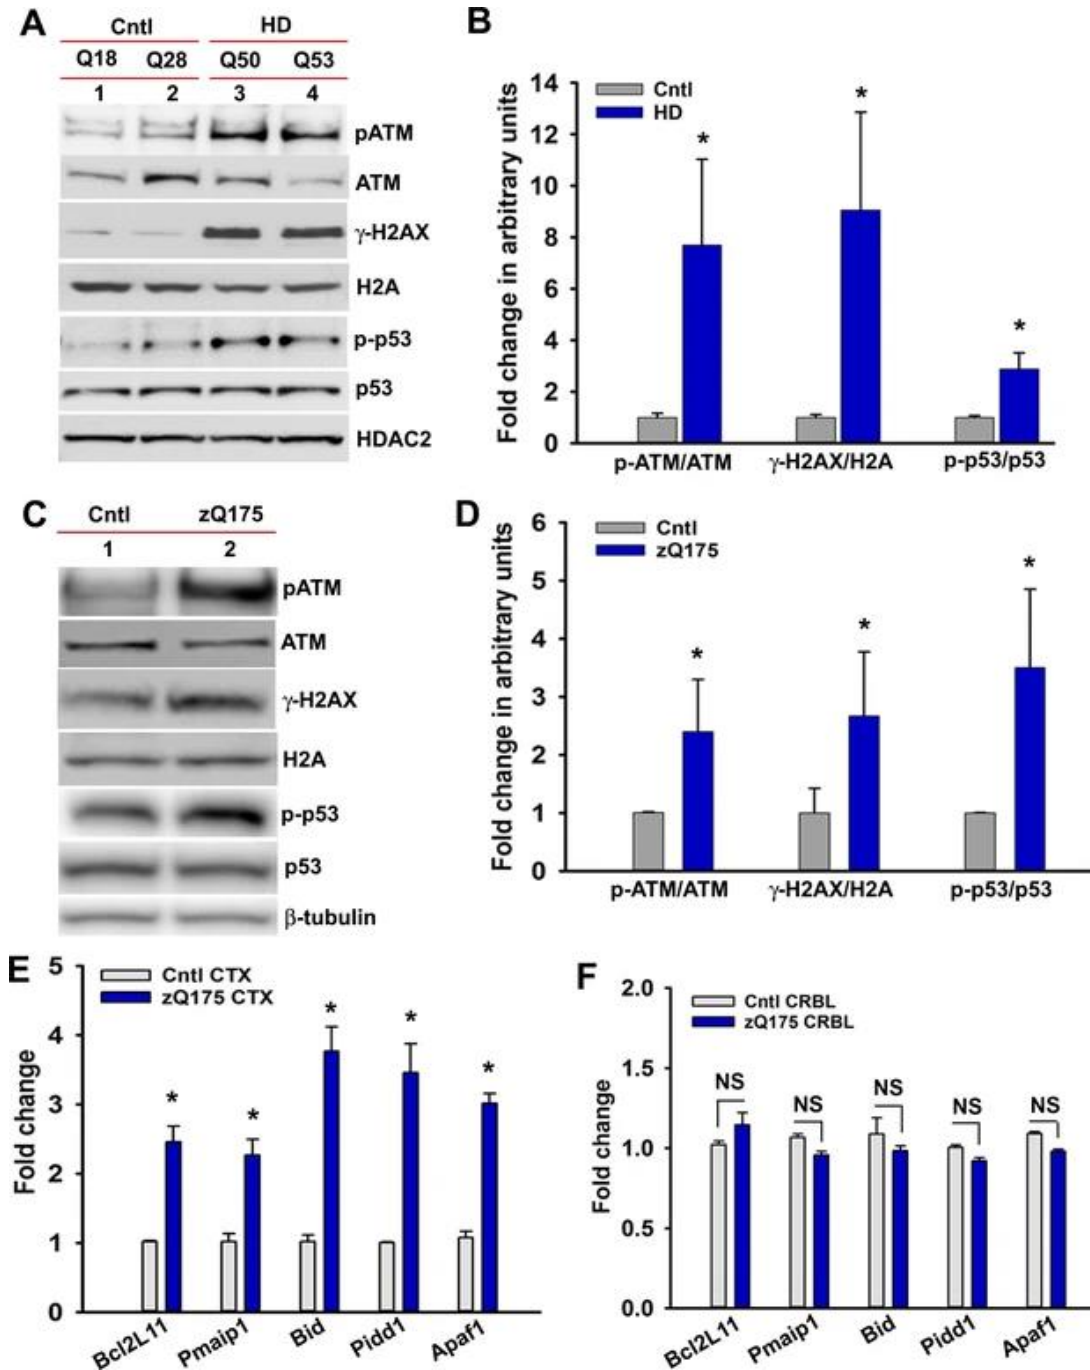 A
Cntl HD
Q18 Q28 Q50 Q53
1 2 3 4
pATM
ATM
γ-H2AX
H2A
p-p53
p53
HDAC2
B
Fold change in arbitrary units
14
12
10
8
6
4
2
0
Cntl
HD
* * *
p-ATM/ATM γ-H2AX/H2A p-p53/p53
C
Cntl zQ175
1 2
pATM
ATM
γ-H2AX
H2A
p-p53
p53
β-tubulin
D
Fold change in arbitrary units
6
5
4
3
2
1
0
Cntl
zQ175
* * *
p-ATM/ATM γ-H2AX/H2A p-p53/p53
E
Fold change
5
4
3
2
1
0
Cntl CTX
zQ175 CTX
* * * * *
Bcl2L11 Pmaip1 Bid Pidd1 Apaf1
F
Fold change
2.0
1.5
1.0
0.5
0.0
Cntl CRBL
zQ175 CRBL
NS NS NS NS NS
Bcl2L11 Pmaip1 Bid Pidd1 Apaf1